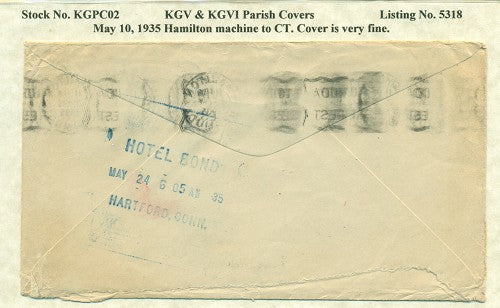 Stock No. KGPC02 KGV & KGVI Parish Covers Listing No. 5318
May 10, 1935 Hamilton machine to CT. Cover is very fine.
HOTEL BOND
MAY 24 6 05 AM 35
HARTFORD, CONN.